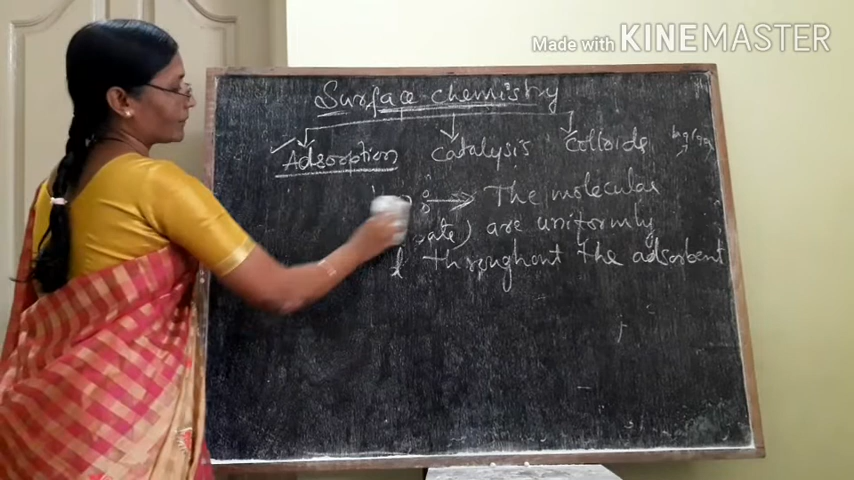 Made with KINEMASTER
Surface chemistry
Adsorption catalysis colloids
The molecular
are uniformly
throughout the adsorbent